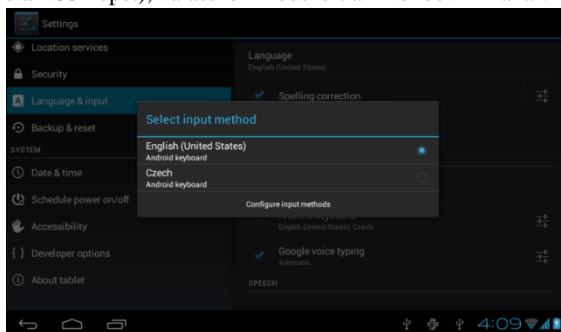 Settings
Location services
Security
Language & input
Backup & reset
SYSTEM
Date & time
Schedule power on/off
Accessibility
{ } Developer options
About tablet
Language
English (United States)
Spelling correction
Select input method
English (United States)
Android keyboard
Czech
Android keyboard
Configure input methods
English (United States), Czech
Google voice typing
Automatic
SPEECH
4:09